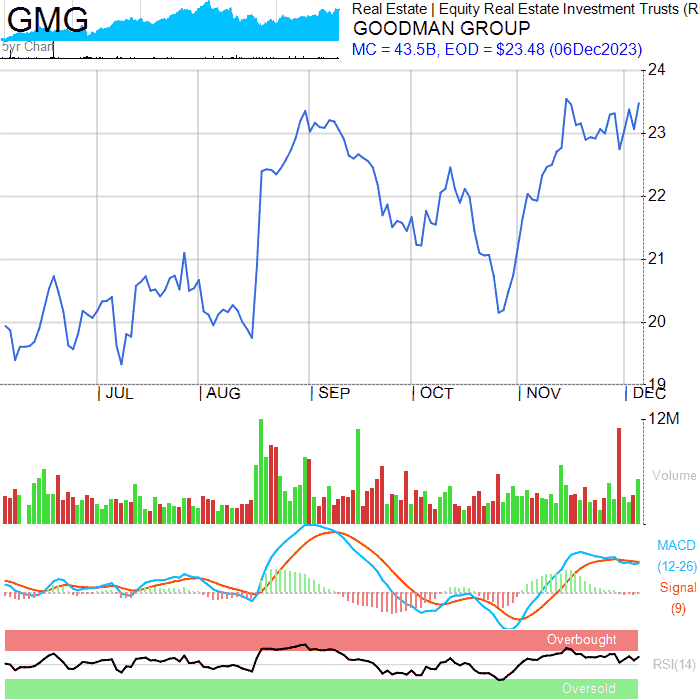 GMG
5yr Chart
Real Estate | Equity Real Estate Investment Trusts (R
GOODMAN GROUP
MC = 43.5B, EOD = $23.48 (06Dec2023)
24
23
22
21
20
19
| JUL | AUG | SEP | OCT | NOV | DEC
12M
Volume
MACD
(12-26)
Signal
(9)
Overbought
RSI(14)
Oversold